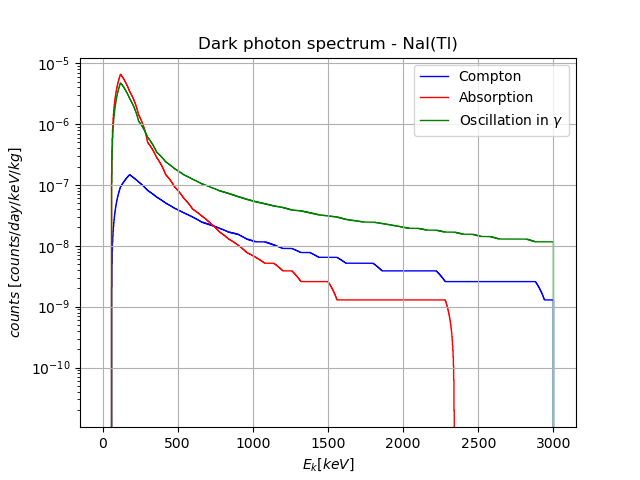 Dark photon spectrum - NaI(Tl)
Compton
Absorption
Oscillation in γ
counts [counts/day/keV/kg]
10⁻⁵
10⁻⁶
10⁻⁷
10⁻⁸
10⁻⁹
10⁻¹⁰
0 500 1000 1500 2000 2500 3000
E_k[keV]